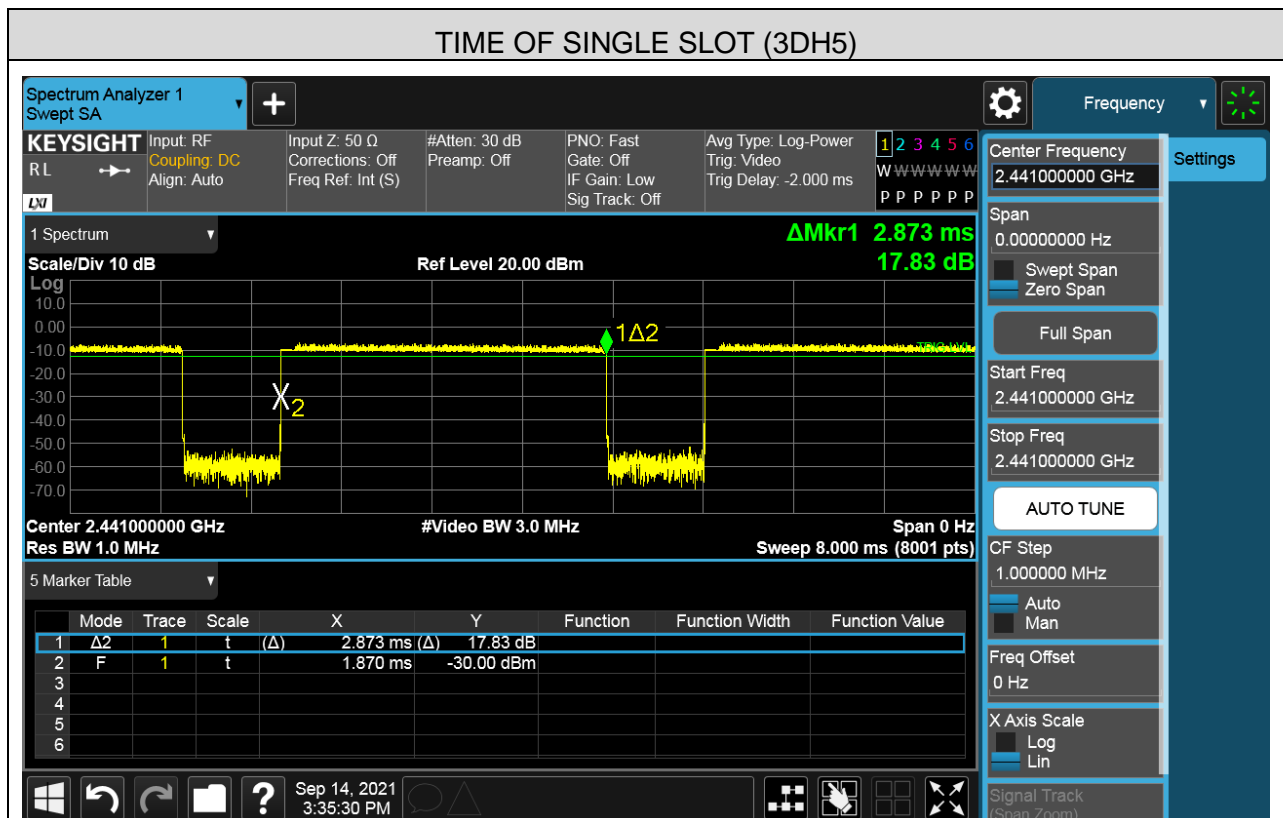 TIME OF SINGLE SLOT (3DH5)
Spectrum Analyzer 1
Swept SA
Frequency
KEYSIGHT
RL
LXI
Input: RF
Coupling: DC
Align: Auto
Input Z: 50 Ω
Corrections: Off
Freq Ref: Int (S)
#Atten: 30 dB
Preamp: Off
PNO: Fast
Gate: Off
IF Gain: Low
Sig Track: Off
Avg Type: Log-Power
Trig: Video
Trig Delay: -2.000 ms
1 2 3 4 5 6
W W W W W W
P P P P P P
1 Spectrum
ΔMkr1 2.873 ms
17.83 dB
Scale/Div 10 dB
Ref Level 20.00 dBm
Log
10.0
0.00
-10.0
-20.0
-30.0
-40.0
-50.0
-60.0
-70.0
1Δ2
2
TRIG LVL
Center 2.441000000 GHz
#Video BW 3.0 MHz
Span 0 Hz
Res BW 1.0 MHz
Sweep 8.000 ms (8001 pts)
5 Marker Table
Mode Trace Scale X Y Function Function Width Function Value
1 Δ2 1 t (Δ) 2.873 ms (Δ) 17.83 dB
2 F 1 t 1.870 ms -30.00 dBm
3
4
5
6
?
Sep 14, 2021
3:35:30 PM
Center Frequency
2.441000000 GHz
Settings
Span
0.00000000 Hz
Swept Span
Zero Span
Full Span
Start Freq
2.441000000 GHz
Stop Freq
2.441000000 GHz
AUTO TUNE
CF Step
1.000000 MHz
Auto
Man
Freq Offset
0 Hz
X Axis Scale
Log
Lin
Signal Track
(Span Zoom)